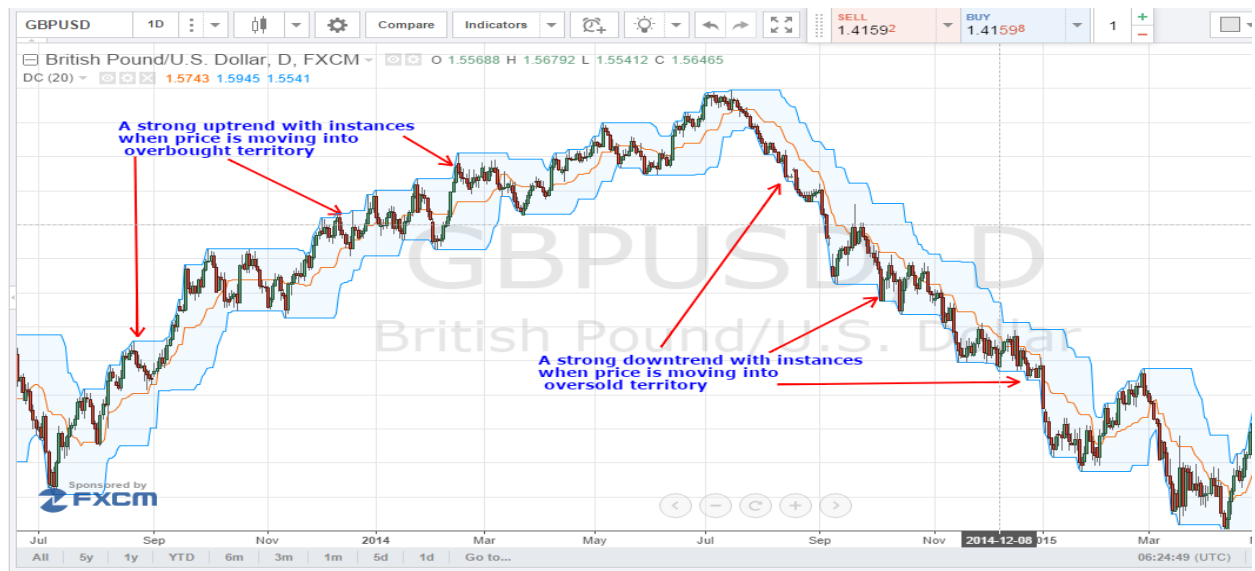 GBPUSD 1D Compare Indicators SELL 1.41592 BUY 1.41598 1
British Pound/U.S. Dollar, D, FXCM O 1.55688 H 1.56792 L 1.55412 C 1.56465
DC (20) 1.5743 1.5945 1.5541
A strong uptrend with instances
when price is moving into
overbought territory
GBPUSD, D
British Pound/U.S. Dollar
A strong downtrend with instances
when price is moving into
oversold territory
Sponsored by
FXCM
Jul Sep Nov 2014 Mar May Jul Sep Nov 2014-12-08 015 Mar
All 5y 1y YTD 6m 3m 1m 5d 1d Go to... 06:24:49 (UTC)